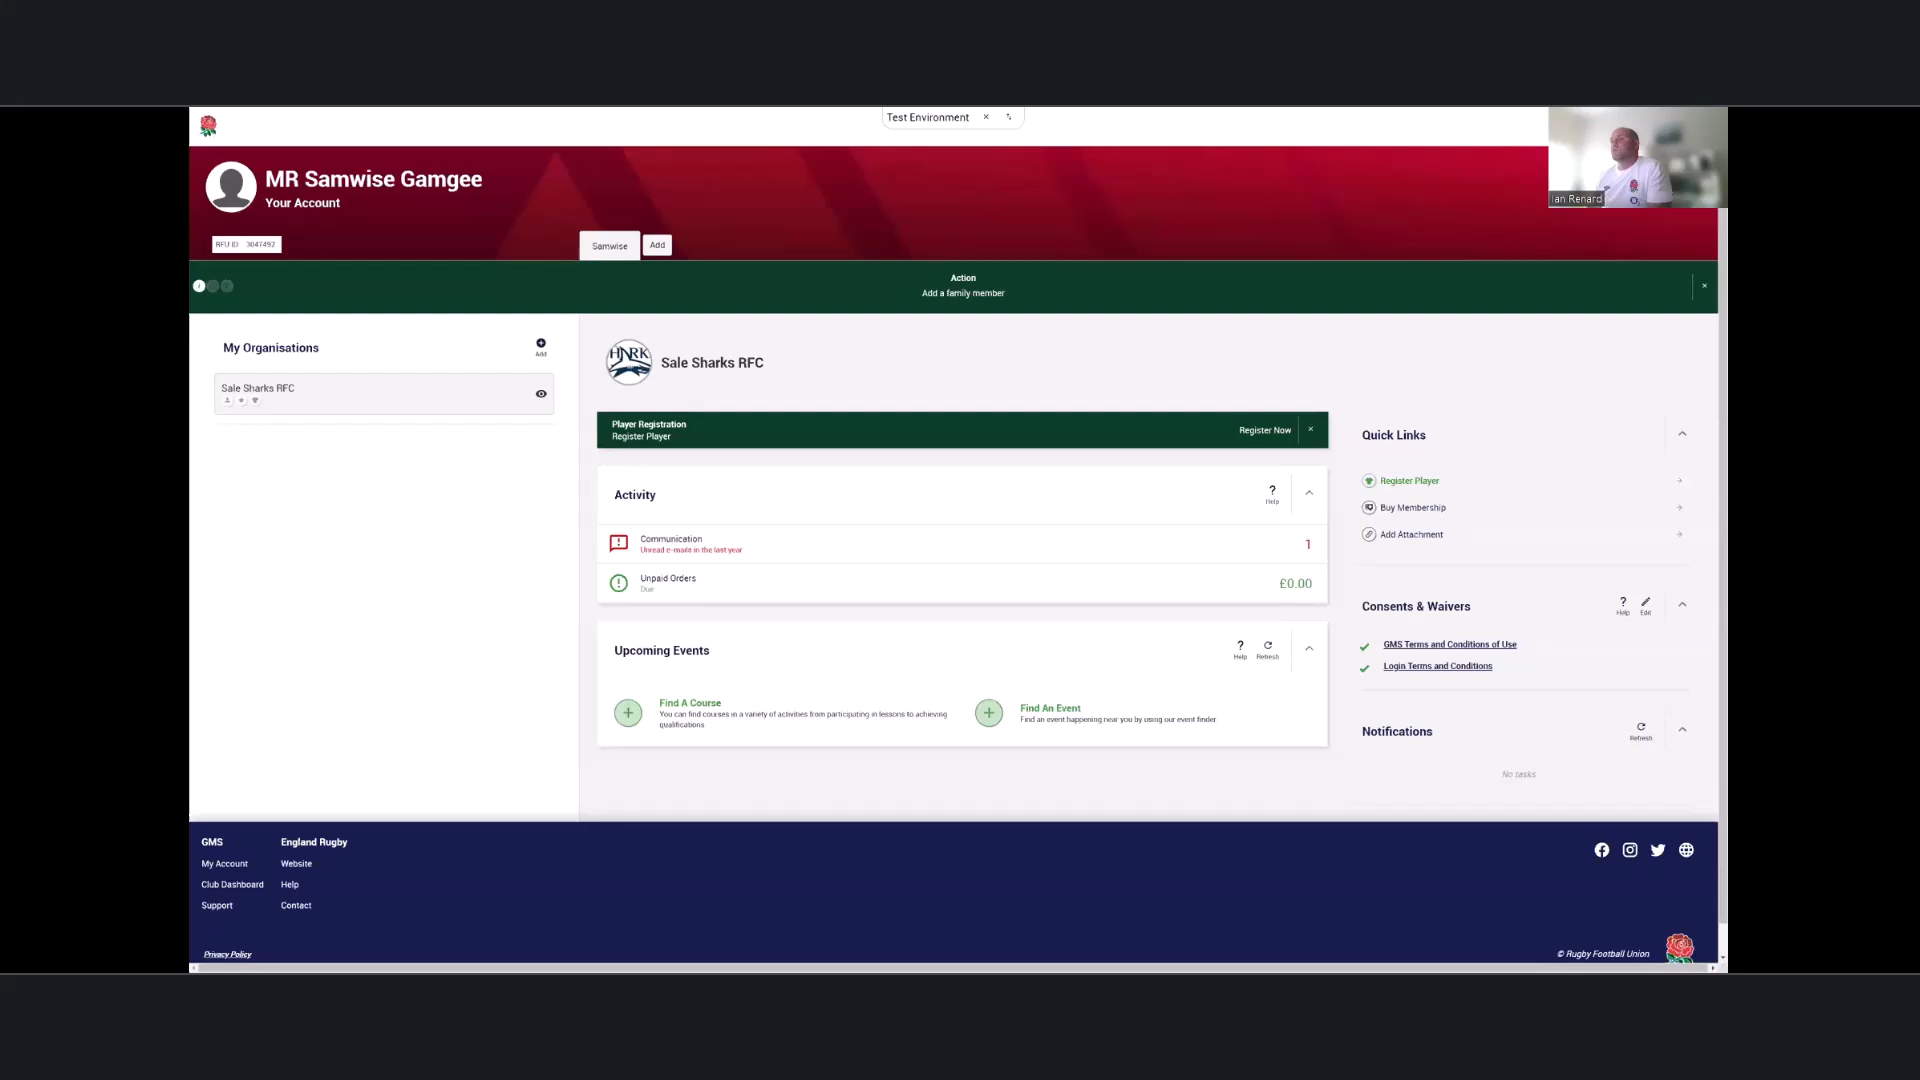 Test Environment
MR Samwise Gamgee
Your Account
RFU ID: 3047492
Samwise
Add
Ian Renard
Action
Add a family member
My Organisations
Add
Sale Sharks RFC
Sale Sharks RFC
Player Registration
Register Player
Register Now
Activity
Help
Communication
Unread e-mails in the last year
1
Unpaid Orders
Due
£0.00
Upcoming Events
Help
Refresh
Find A Course
You can find courses in a variety of activities from participating in lessons to achieving
qualifications
Find An Event
Find an event happening near you by using our event finder
Quick Links
Register Player
Buy Membership
Add Attachment
Consents & Waivers
Help
Edit
GMS Terms and Conditions of Use
Login Terms and Conditions
Notifications
Refresh
No tasks
GMS
England Rugby
My Account
Website
Club Dashboard
Help
Support
Contact
Privacy Policy
© Rugby Football Union